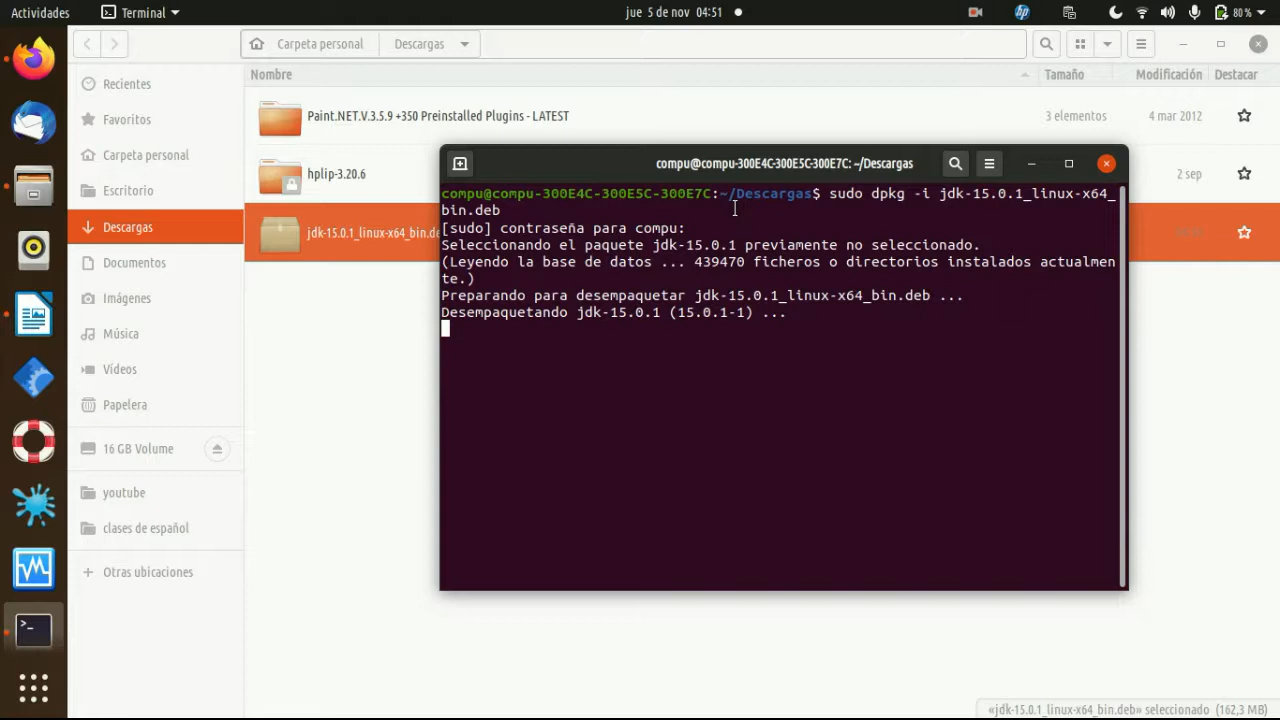 Actividades
Terminal
jue 5 de nov 04:51
80 %
Carpeta personal
Descargas
Nombre
Tamaño
Modificación
Destacar
Recientes
Favoritos
Carpeta personal
Escritorio
Descargas
Documentos
Imágenes
Música
Vídeos
Papelera
16 GB Volume
youtube
clases de español
Otras ubicaciones
Paint.NET.V.3.5.9 +350 Preinstalled Plugins - LATEST
3 elementos
4 mar 2012
hplip-3.20.6
2 sep
jdk-15.0.1_linux-x64_bin.de
compu@compu-300E4C-300E5C-300E7C: ~/Descargas
compu@compu-300E4C-300E5C-300E7C:~/Descargas$ sudo dpkg -i jdk-15.0.1_linux-x64_
bin.deb
[sudo] contraseña para compu:
Seleccionando el paquete jdk-15.0.1 previamente no seleccionado.
(Leyendo la base de datos ... 439470 ficheros o directorios instalados actualmen
te.)
Preparando para desempaquetar jdk-15.0.1_linux-x64_bin.deb ...
Desempaquetando jdk-15.0.1 (15.0.1-1) ...
«jdk-15.0.1_linux-x64_bin.deb» seleccionado (162,3 MB)